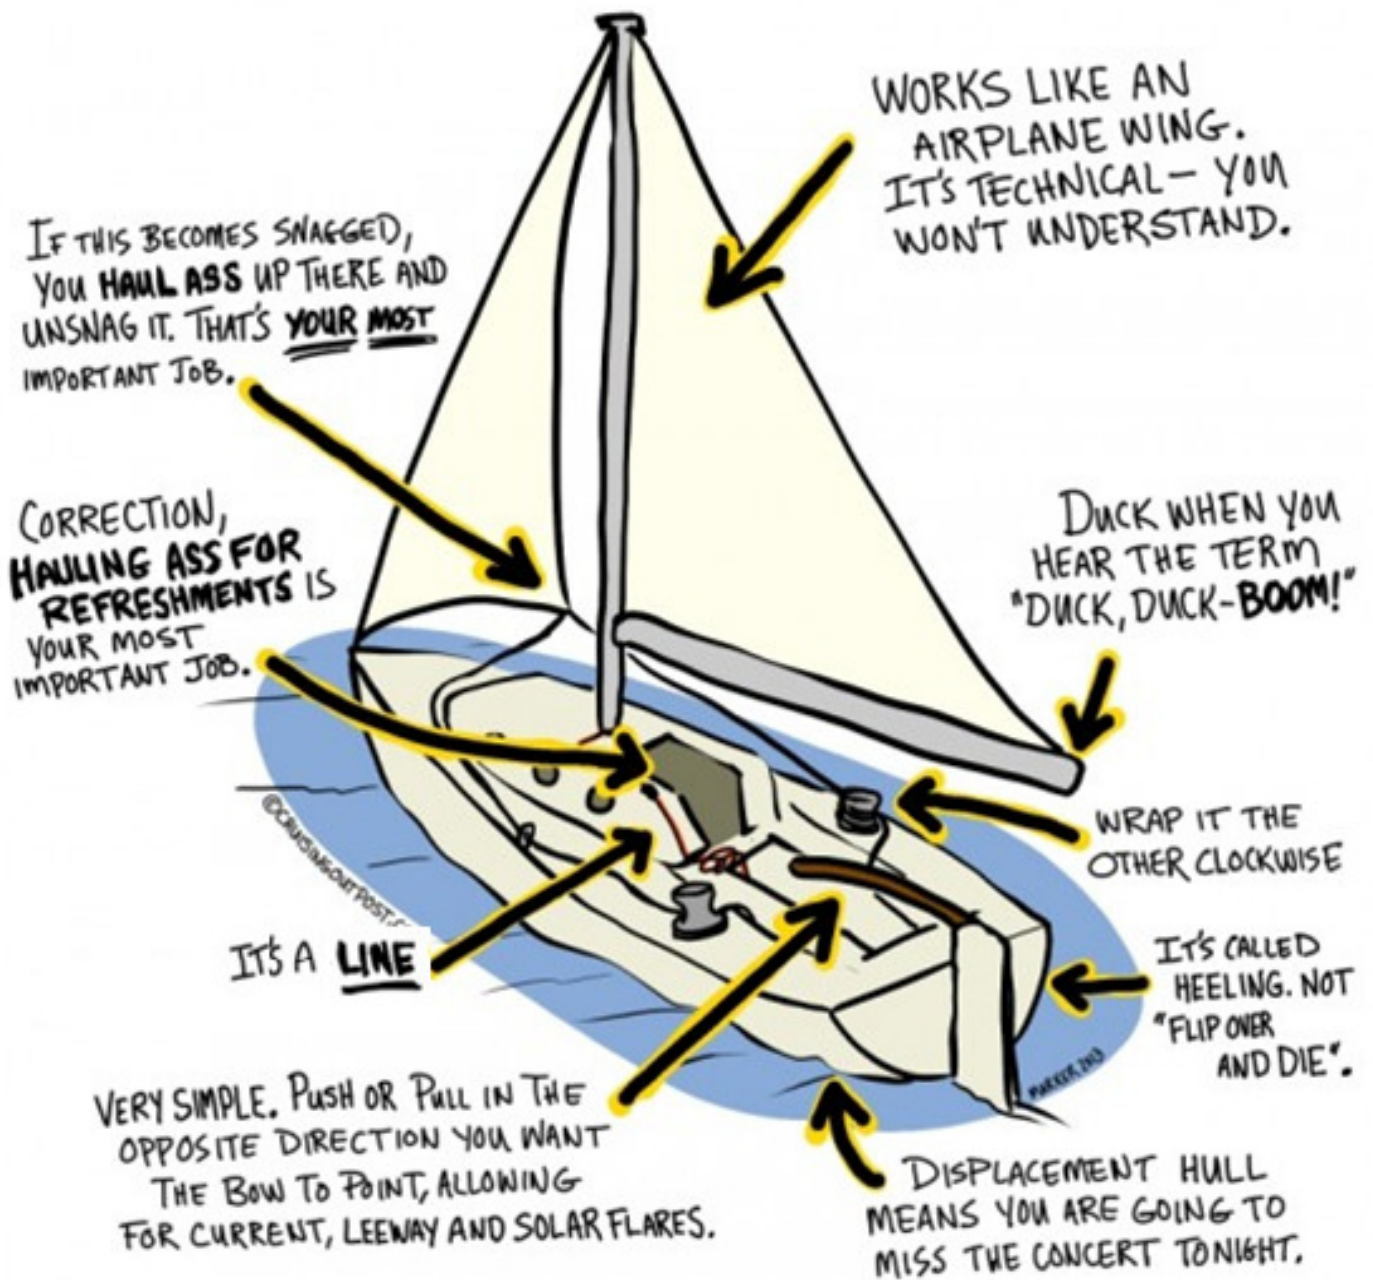 WORKS LIKE AN
AIRPLANE WING.
IT'S TECHNICAL - YOU
WON'T UNDERSTAND.
IF THIS BECOMES SNAGGED,
YOU HAUL ASS UP THERE AND
UNSNAG IT. THAT'S YOUR MOST
IMPORTANT JOB.
CORRECTION,
HAULING ASS FOR
REFRESHMENTS IS
YOUR MOST
IMPORTANT JOB.
DUCK WHEN YOU
HEAR THE TERM
"DUCK, DUCK-BOOM!"
WRAP IT THE
OTHER CLOCKWISE
©CRUISINGOUTPOST.
IT'S A LINE
IT'S CALLED
HEELING. NOT
"FLIP OVER
AND DIE".
MARKER 2013
VERY SIMPLE. PUSH OR PULL IN THE
OPPOSITE DIRECTION YOU WANT
THE BOW TO POINT, ALLOWING
FOR CURRENT, LEEWAY AND SOLAR FLARES.
DISPLACEMENT HULL
MEANS YOU ARE GOING TO
MISS THE CONCERT TONIGHT.